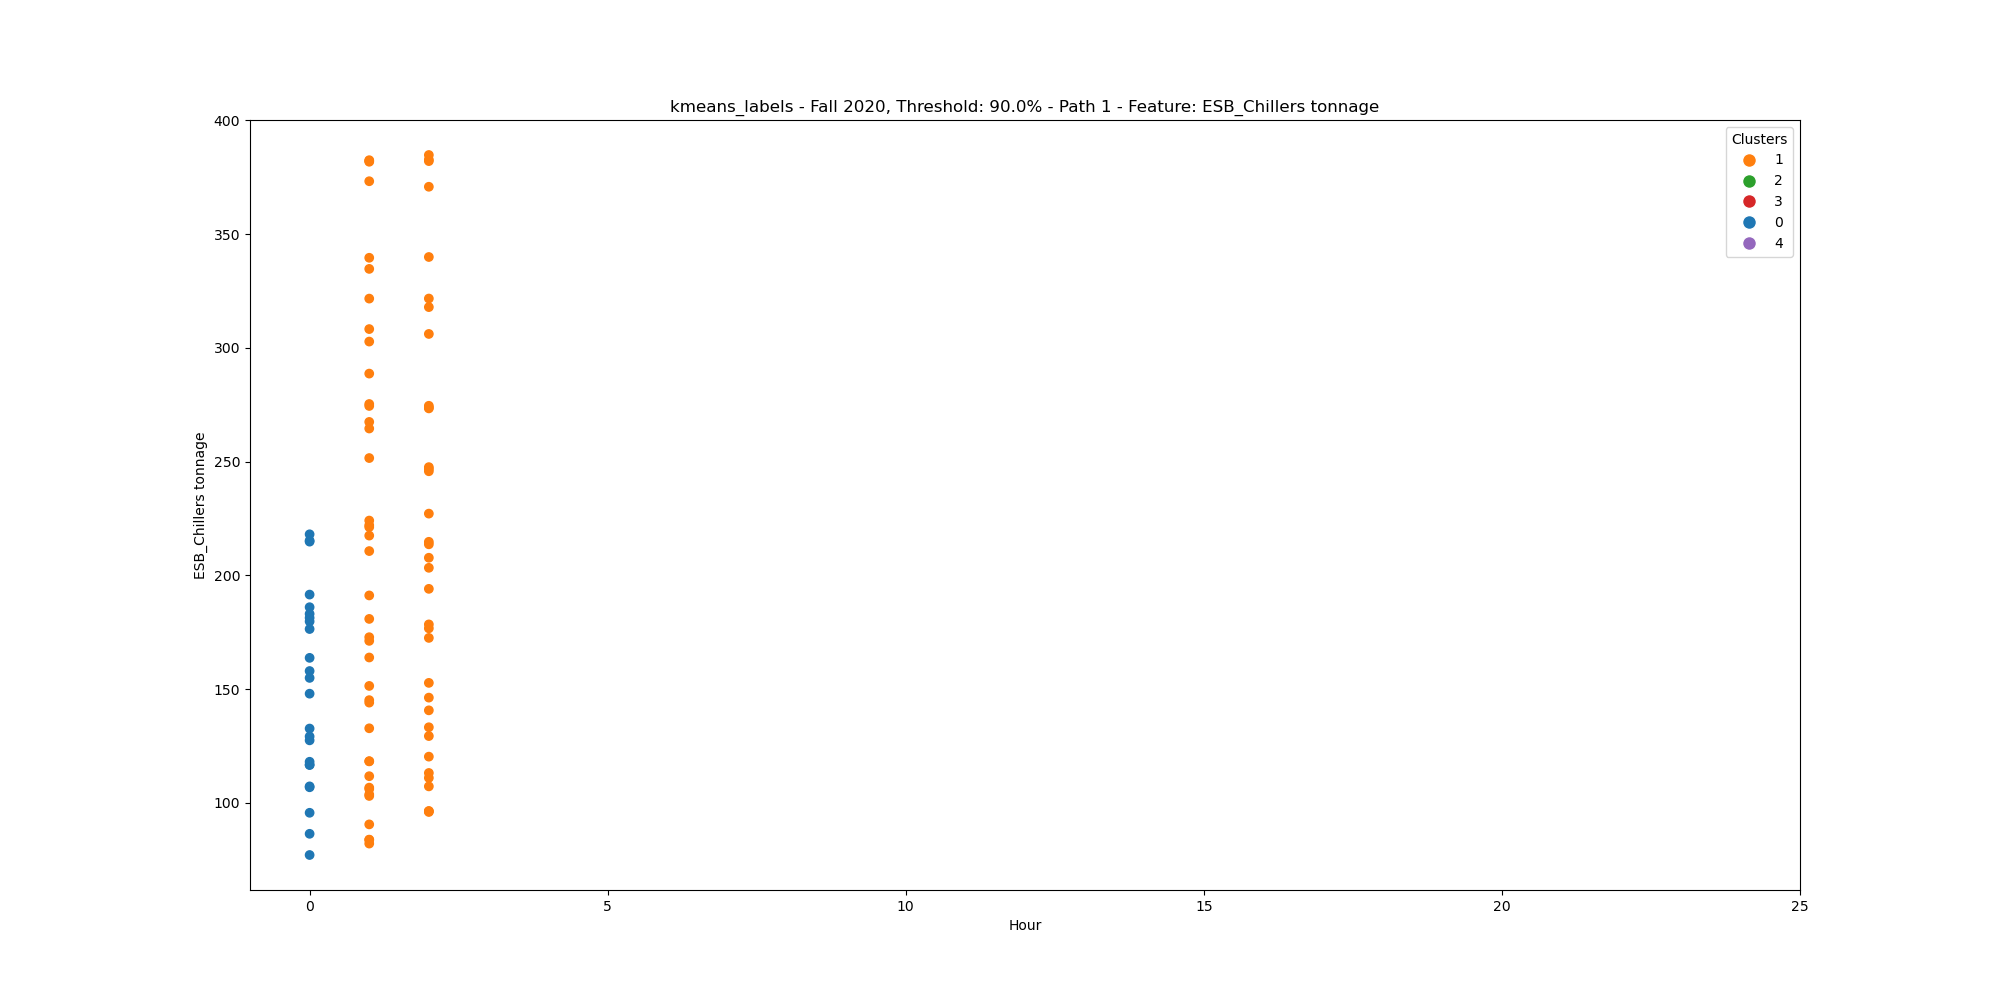 kmeans_labels - Fall 2020, Threshold: 90.0% - Path 1 - Feature: ESB_Chillers tonnage
400
350
300
250
200
150
100
ESB_Chillers tonnage
Clusters
1
2
3
0
4
0 5 10 15 20 25
Hour